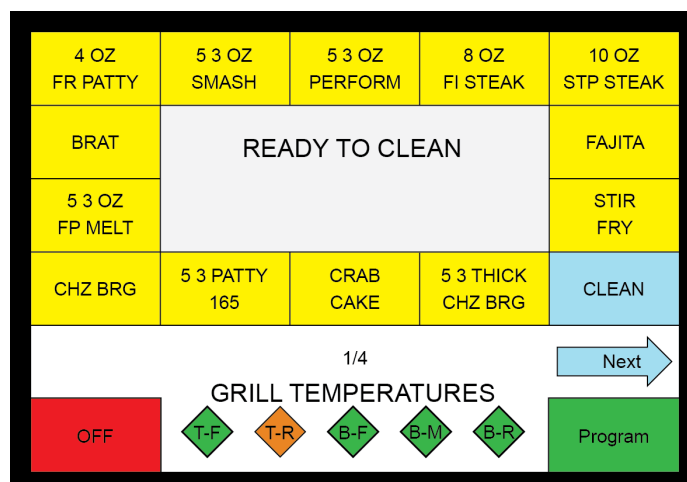 4 OZ
FR PATTY
5 3 OZ
SMASH
5 3 OZ
PERFORM
8 OZ
FI STEAK
10 OZ
STP STEAK
BRAT
READY TO CLEAN
FAJITA
5 3 OZ
FP MELT
STIR
FRY
CHZ BRG
5 3 PATTY
165
CRAB
CAKE
5 3 THICK
CHZ BRG
CLEAN
1/4
Next
GRILL TEMPERATURES
OFF
T-F
T-R
B-F
B-M
B-R
Program